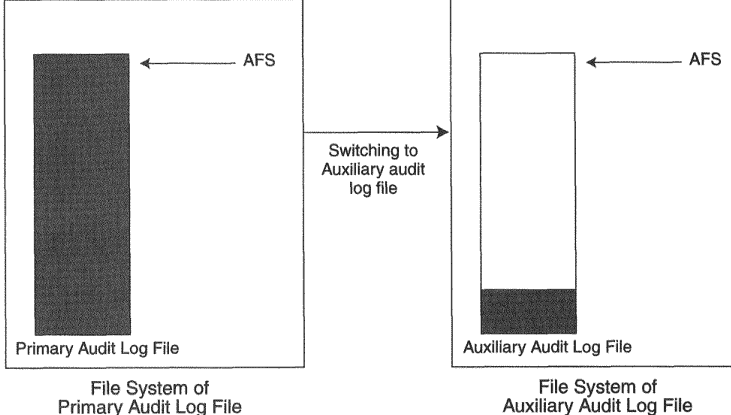 AFS
Primary Audit Log File
File System of
Primary Audit Log File
Switching to
Auxiliary audit
log file
AFS
Auxiliary Audit Log File
File System of
Auxiliary Audit Log File